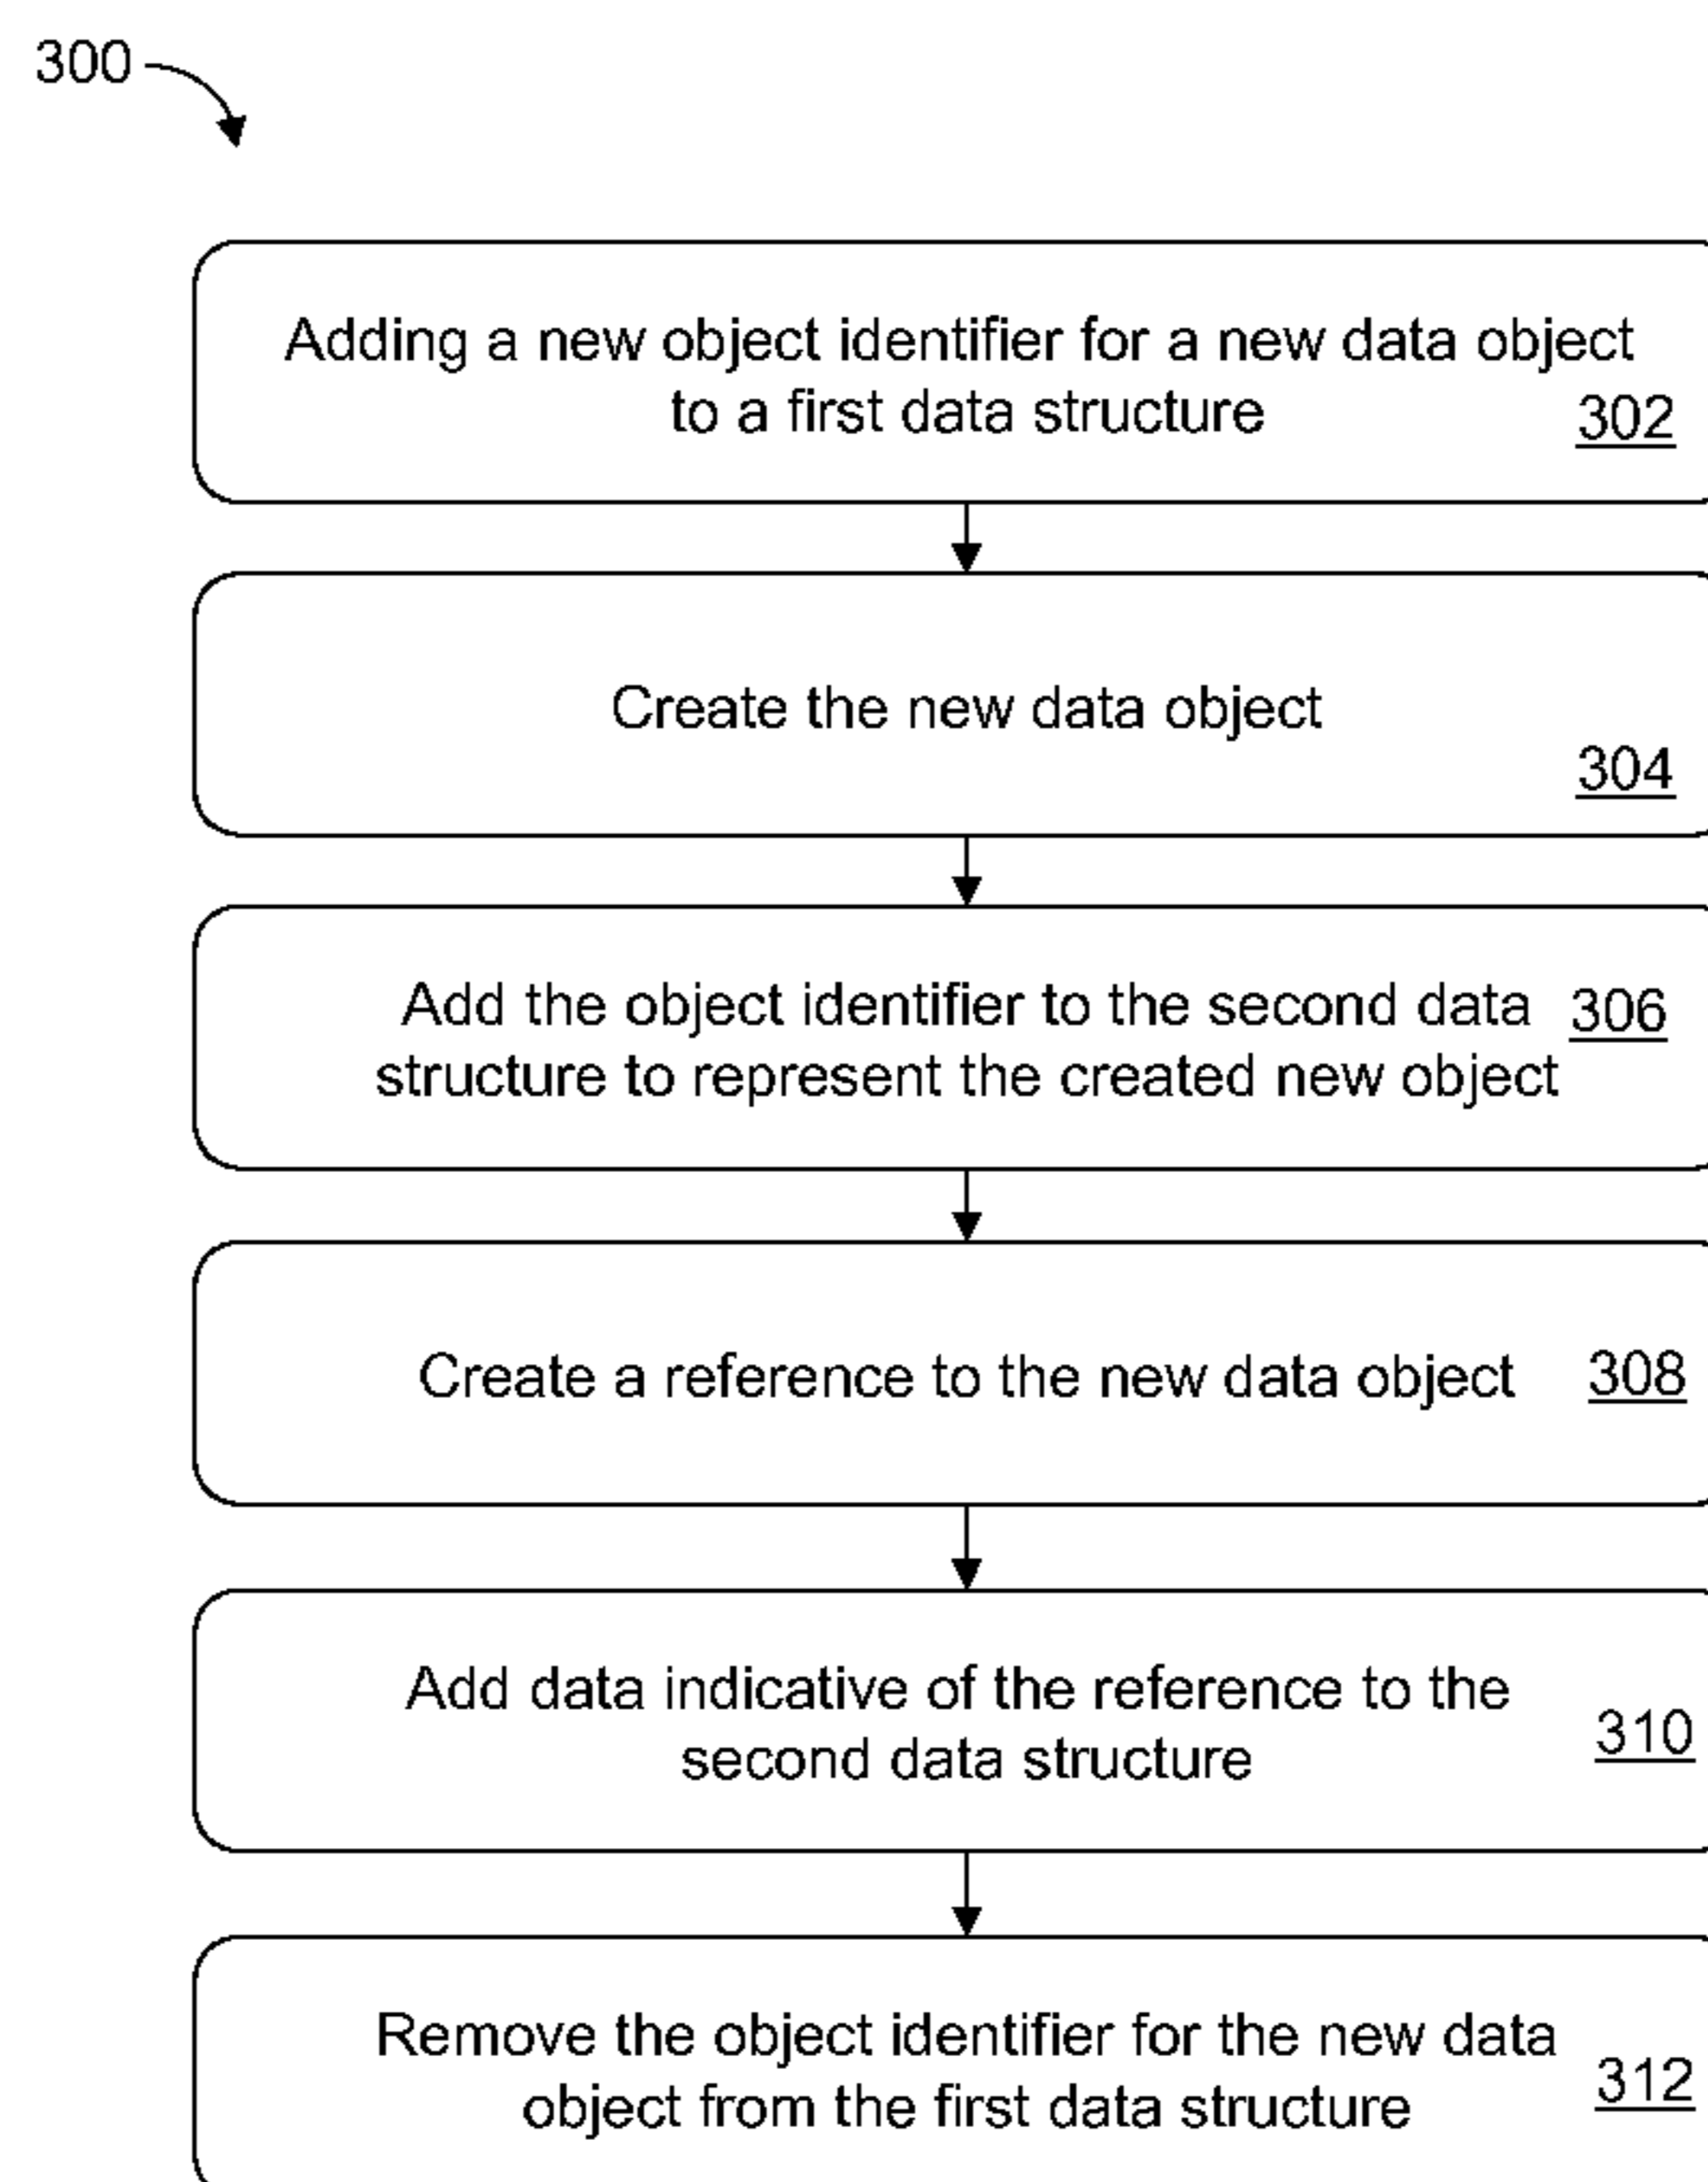 300
Adding a new object identifier for a new data object
to a first data structure
302
Create the new data object
304
Add the object identifier to the second data
306
structure to represent the created new object
Create a reference to the new data object
308
Add data indicative of the reference to the
second data structure
310
Remove the object identifier for the new data
object from the first data structure
312